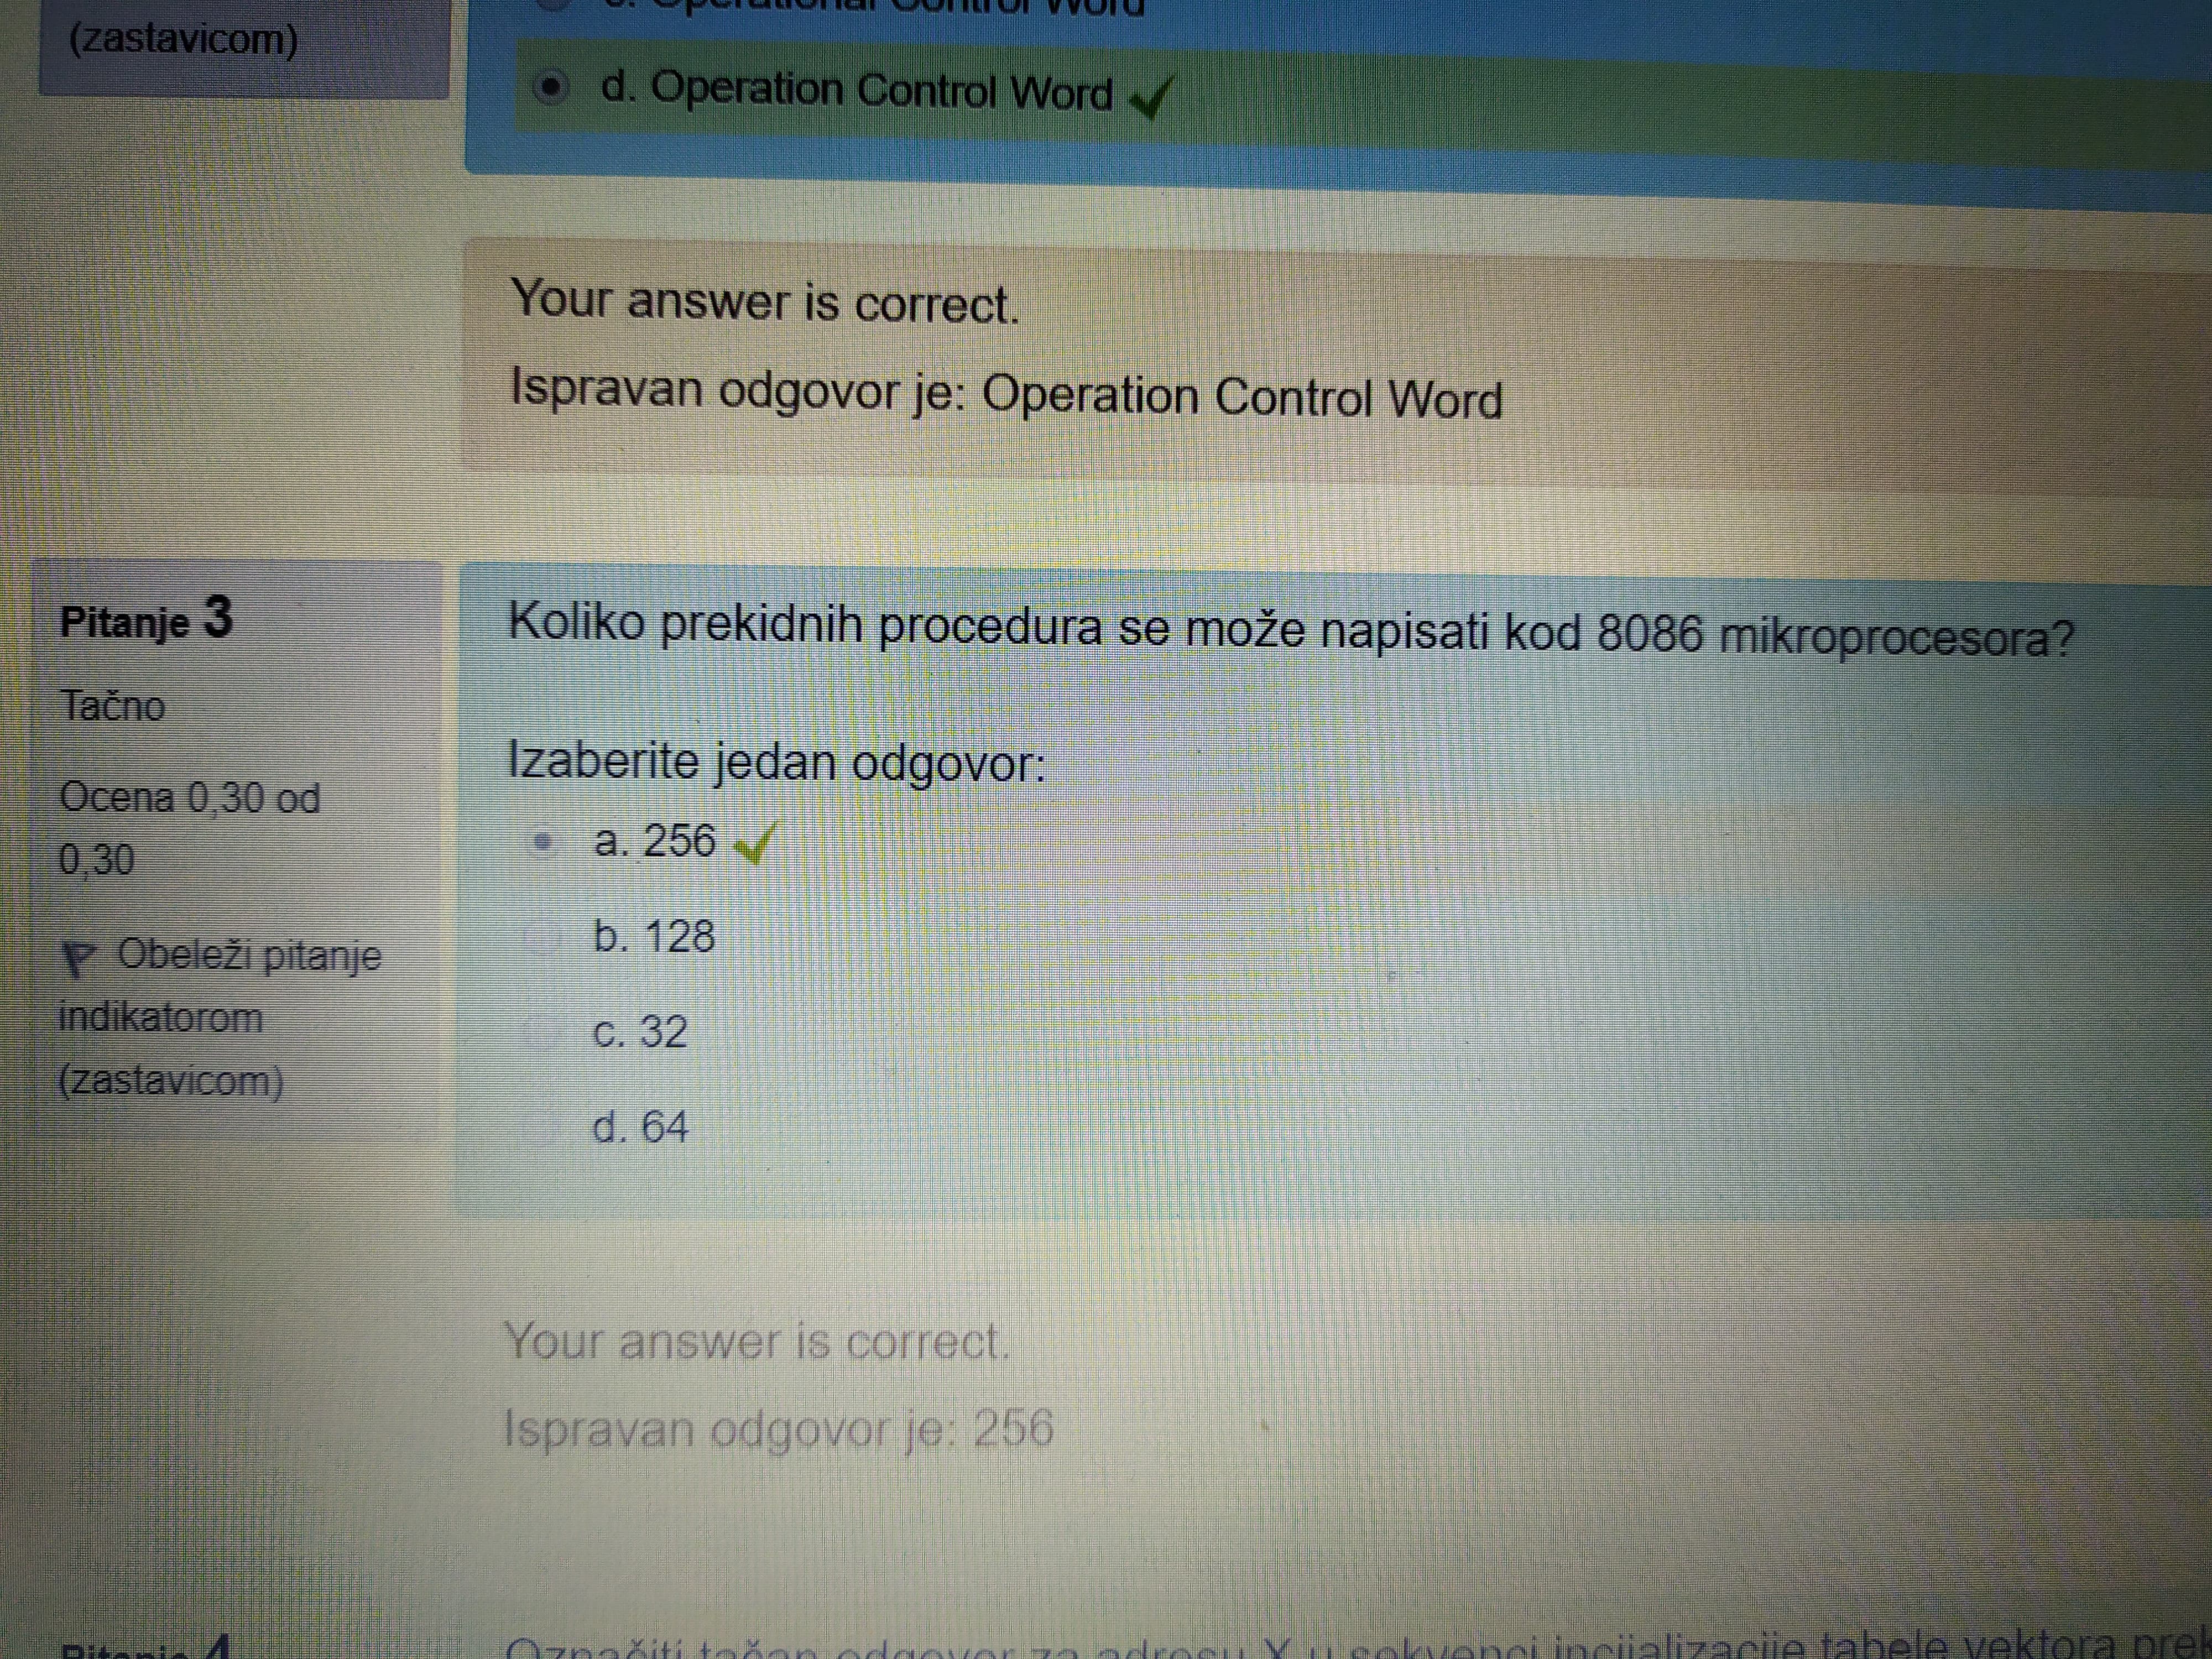 (zastavicom)
c. Operational Control Word
d. Operation Control Word
Your answer is correct.
Ispravan odgovor je: Operation Control Word
Pitanje 3
Tačno
Ocena 0,30 od
0,30
Obeleži pitanje
indikatorom
(zastavicom)
Koliko prekidnih procedura se može napisati kod 8086 mikroprocesora?
Izaberite jedan odgovor:
a. 256
b. 128
c. 32
d. 64
Your answer is correct.
Ispravan odgovor je: 256
Pitanje 4
Označiti tačan odgovor za adresu X u sekvenci incijalizacije tabele vektora